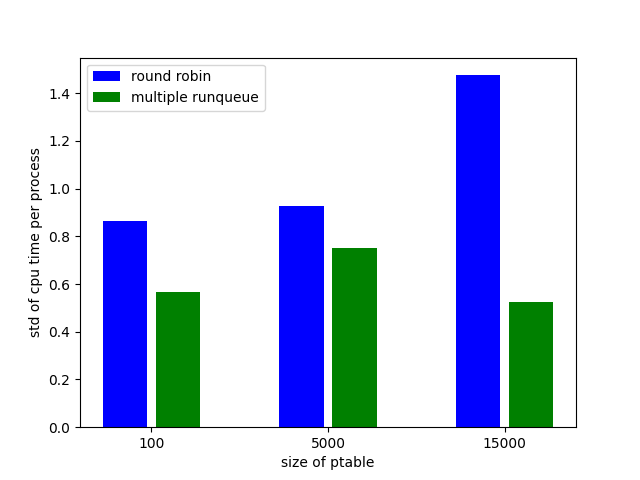 round robin
multiple runqueue
std of cpu time per process
1.4
1.2
1.0
0.8
0.6
0.4
0.2
0.0
100
5000
15000
size of ptable